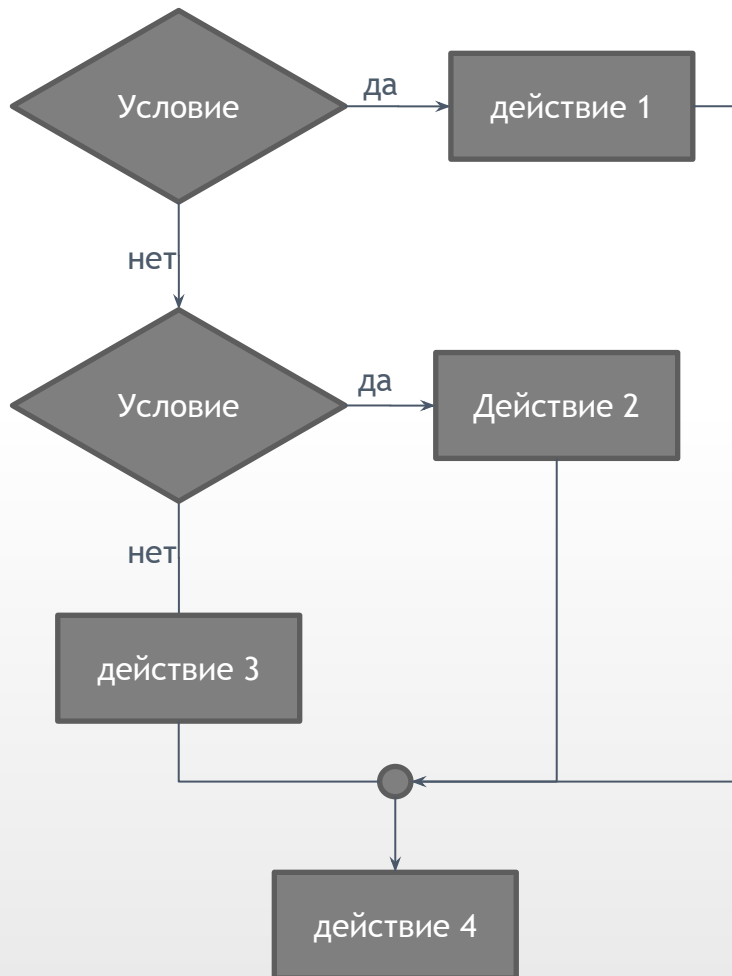 Условие
да
действие 1
нет
Условие
да
Действие 2
нет
действие 3
действие 4